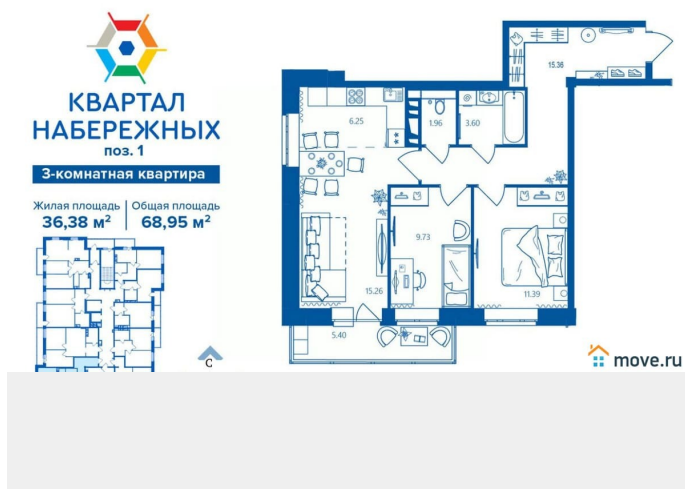 КВАРТАЛ
НАБЕРЕЖНЫХ
поз. 1
3-комнатная квартира
Жилая площадь
36,38 м²
Общая площадь
68,95 м²
С
15.36
6.25
1.96
3.60
9.73
15.26
11.39
5.40
move.ru